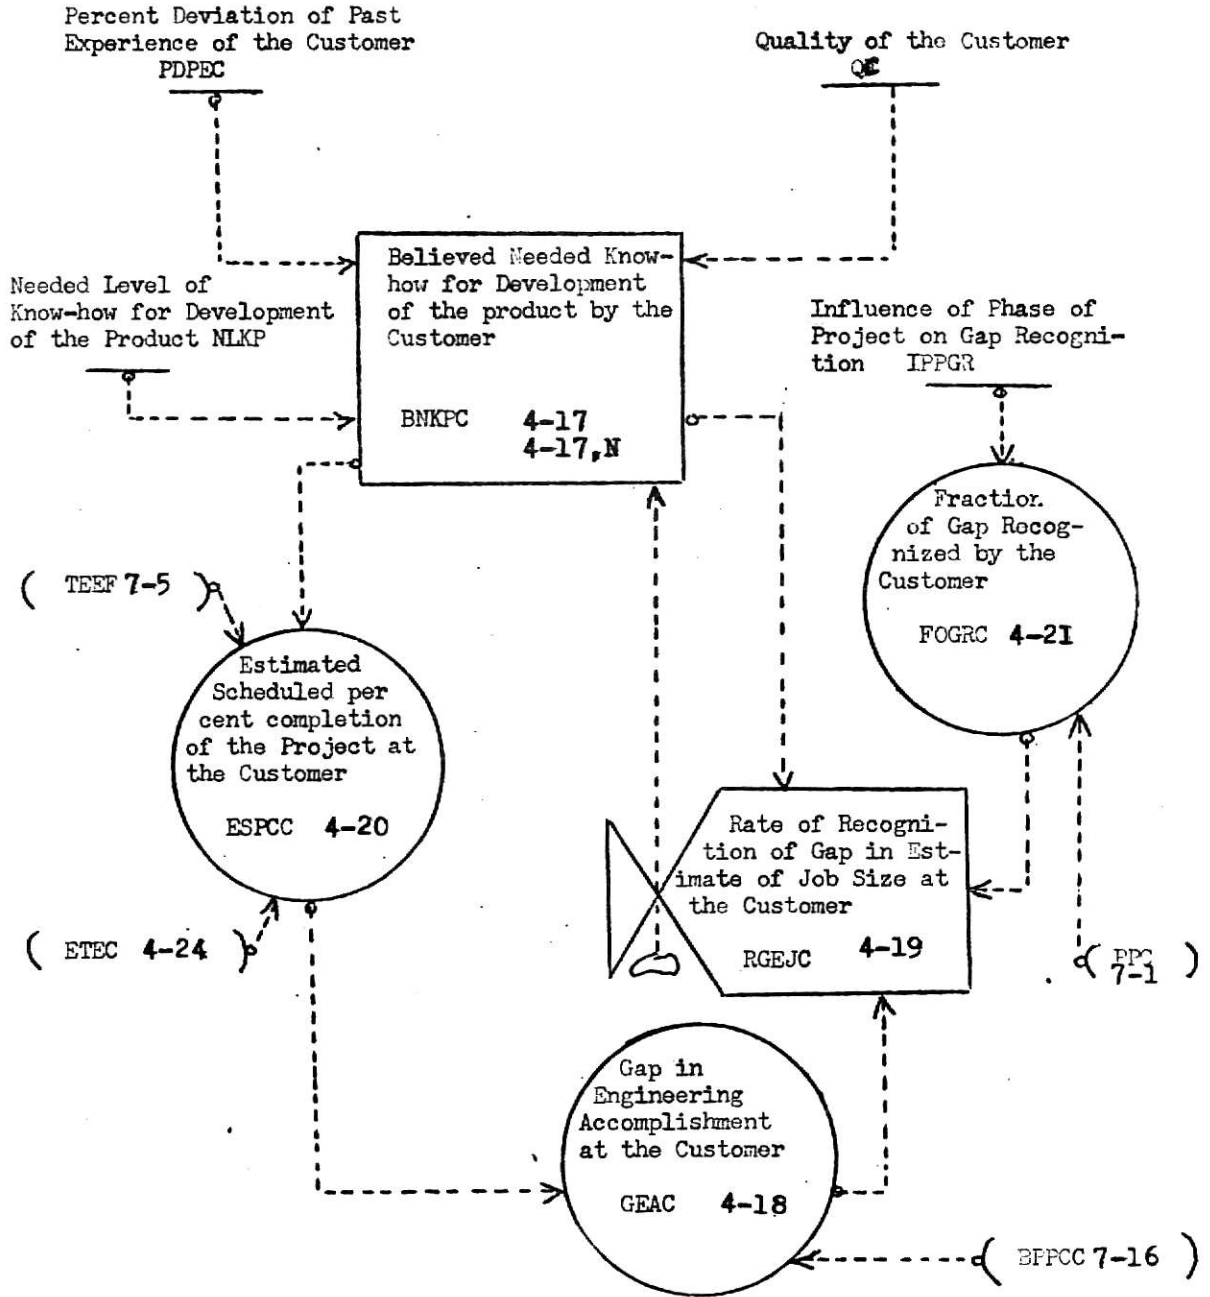 Percent Deviation of Past
Experience of the Customer
PDPEC
Quality of the Customer
QC
Needed Level of
Know-how for Development
of the Product NLKP
Believed Needed Know-
how for Development
of the product by the
Customer
BNKPC 4-17
4-17,N
Influence of Phase of
Project on Gap Recogni-
tion IPPGR
Fraction
of Gap Recog-
nized by the
Customer
FOGRC 4-21
( TEEF 7-5 )
Estimated
Scheduled per
cent completion
of the Project at
the Customer
ESPCC 4-20
Rate of Recogni-
tion of Gap in Est-
imate of Job Size at
the Customer
RGEJC 4-19
( ETEC 4-24 )
( PPC
7-1 )
Gap in
Engineering
Accomplishment
at the Customer
GEAC 4-18
( BPPCC 7-16 )